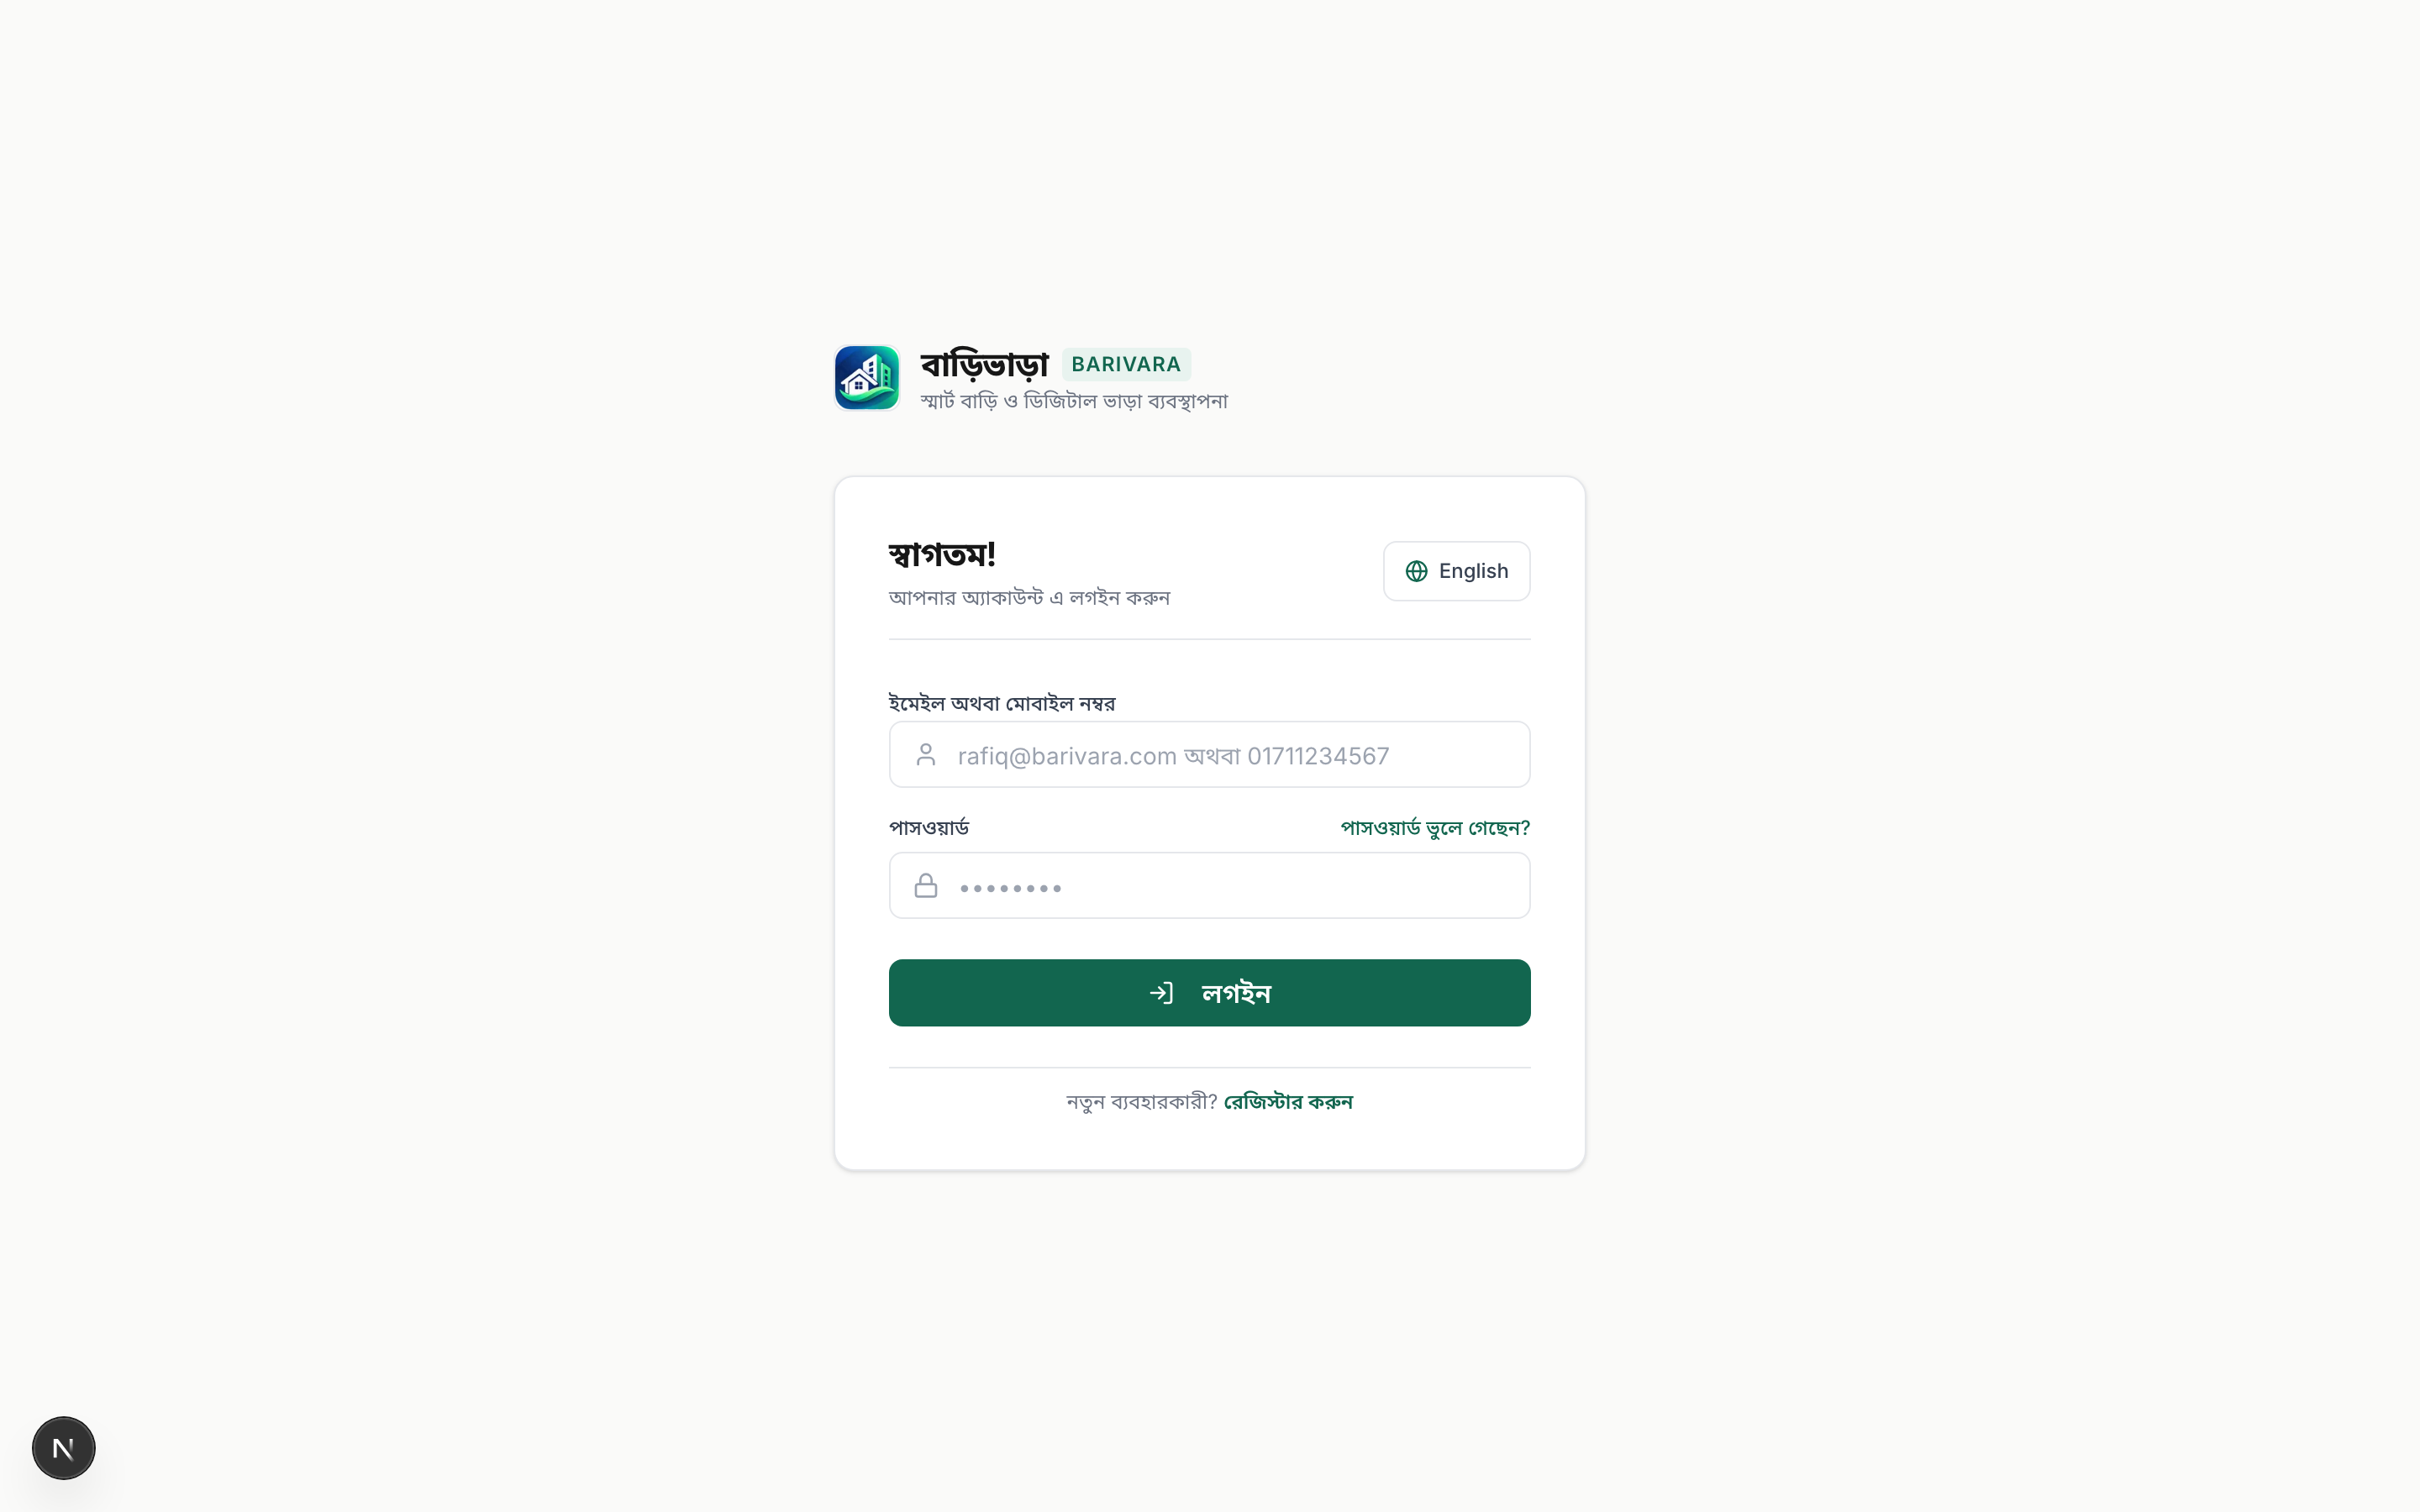 বাড়িভাড়া BARIVARA
স্মার্ট বাড়ি ও ডিজিটাল ভাড়া ব্যবস্থাপনা
স্বাগতম!
আপনার অ্যাকাউন্ট এ লগইন করুন
English
ইমেইল অথবা মোবাইল নম্বর
rafiq@barivara.com অথবা 01711234567
পাসওয়ার্ড
পাসওয়ার্ড ভুলে গেছেন?
••••••••
লগইন
নতুন ব্যবহারকারী? রেজিস্টার করুন
N